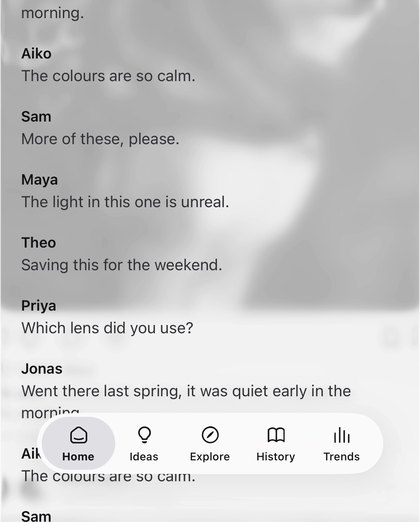 morning.
Aiko
The colours are so calm.
Sam
More of these, please.
Maya
The light in this one is unreal.
Theo
Saving this for the weekend.
Priya
Which lens did you use?
Jonas
Went there last spring, it was quiet early in the
morning.
Aiko
The colours are so calm.
Home
Ideas
Explore
History
Trends
Sam